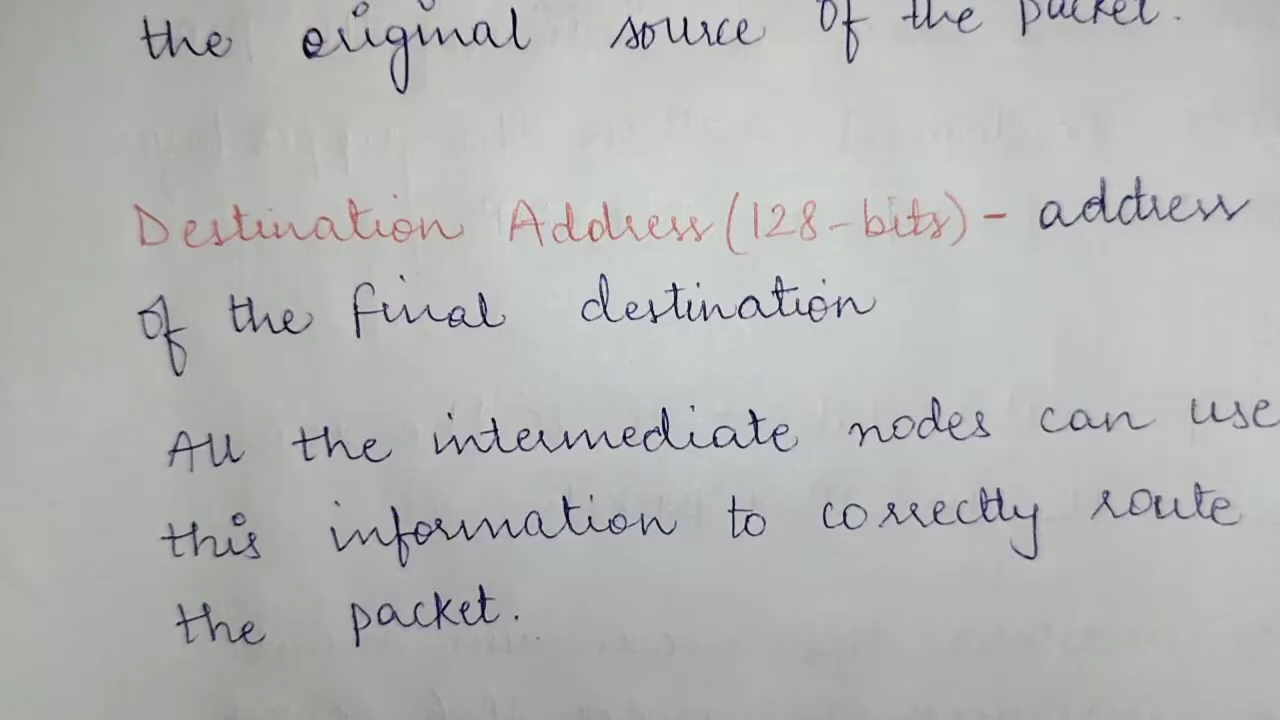 the original source of the packet.
Destination Address (128-bits) - address
of the final destination
All the intermediate nodes can use
this information to correctly route
the packet.